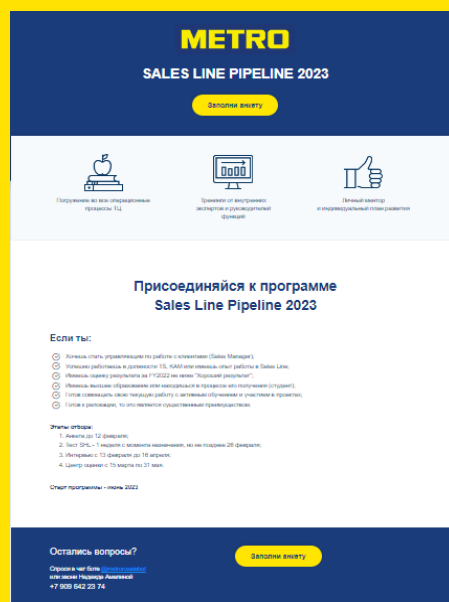 METRO
SALES LINE PIPELINE 2023
Заполни анкету
Погружение во все операционные
процессы ТЦ
Тренинги от внутренних
экспертов и руководителей
функций
Личный ментор
и индивидуальный план развития
Присоединяйся к программе
Sales Line Pipeline 2023
Если ты:
Хочешь стать управляющим по работе с клиентами (Sales Manager);
Успешно работаешь в должности TS, KAM или имеешь опыт работы в Sales Line;
Имеешь оценку результата за FY2022 не ниже "Хороший результат";
Имеешь высшее образование или находишься в процессе его получения (студент);
Готов совмещать свою текущую работу с активным обучением и участием в проектах;
Готов к релокации, то это является существенным преимуществом.
Этапы отбора:
1. Анкета до 12 февраля;
2. Тест SHL – 1 неделя с момента назначения, но не позднее 26 февраля;
3. Интервью с 13 февраля до 16 апреля;
4. Центр оценки с 15 марта по 31 мая.
Старт программы - июнь 2023
Остались вопросы?
Заполни анкету
Спроси в чат боте
или звони Надежде
+7 909 642 23 74